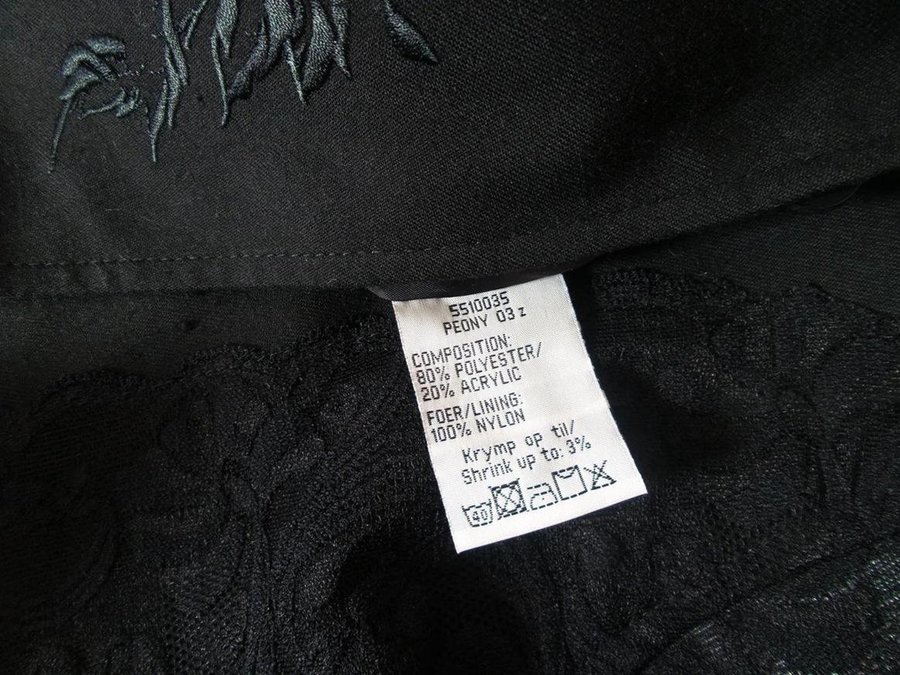 5510035
PEONY 03 z
COMPOSITION:
80% POLYESTER/
20% ACRYLIC
FOER/LINING:
100% NYLON
Krymp op til/
Shrink up to: 3%
40